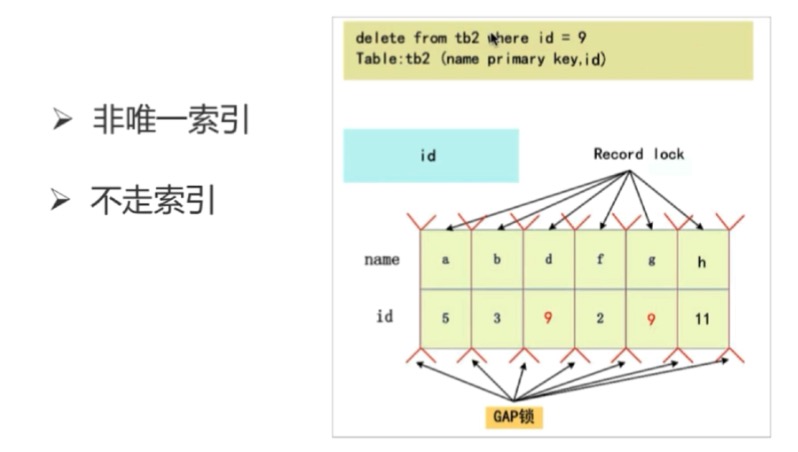 delete from tb2 where id = 9
Table:tb2 (name primary key,id)
非唯一索引
不走索引
id
Record lock
name a b d f g h
id 5 3 9 2 9 11
GAP锁